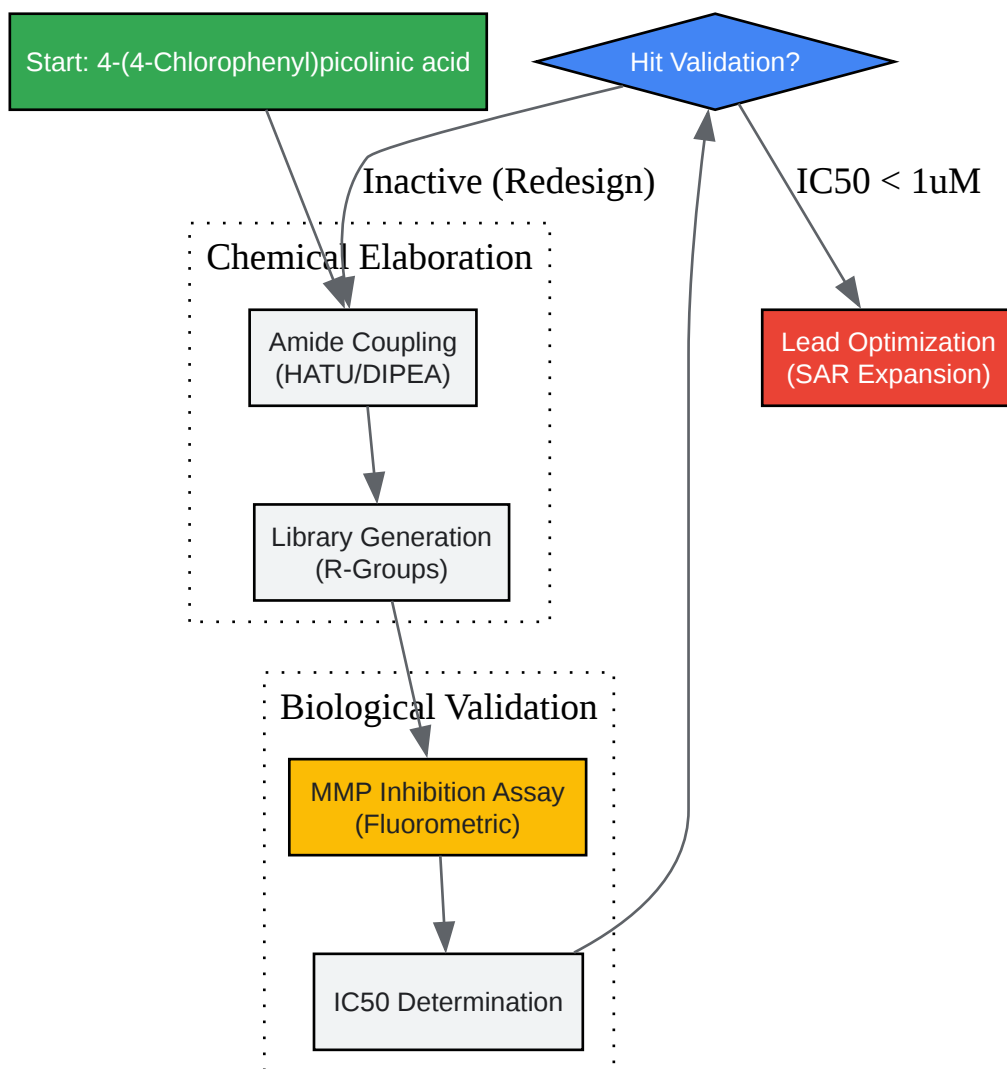 Start: 4-(4-Chlorophenyl)picolinic acid
Hit Validation?
Inactive (Redesign)
IC50 < 1uM
Chemical Elaboration
Amide Coupling
(HATU/DIPEA)
Lead Optimization
(SAR Expansion)
Library Generation
(R-Groups)
Biological Validation
MMP Inhibition Assay
(Fluorometric)
IC50 Determination